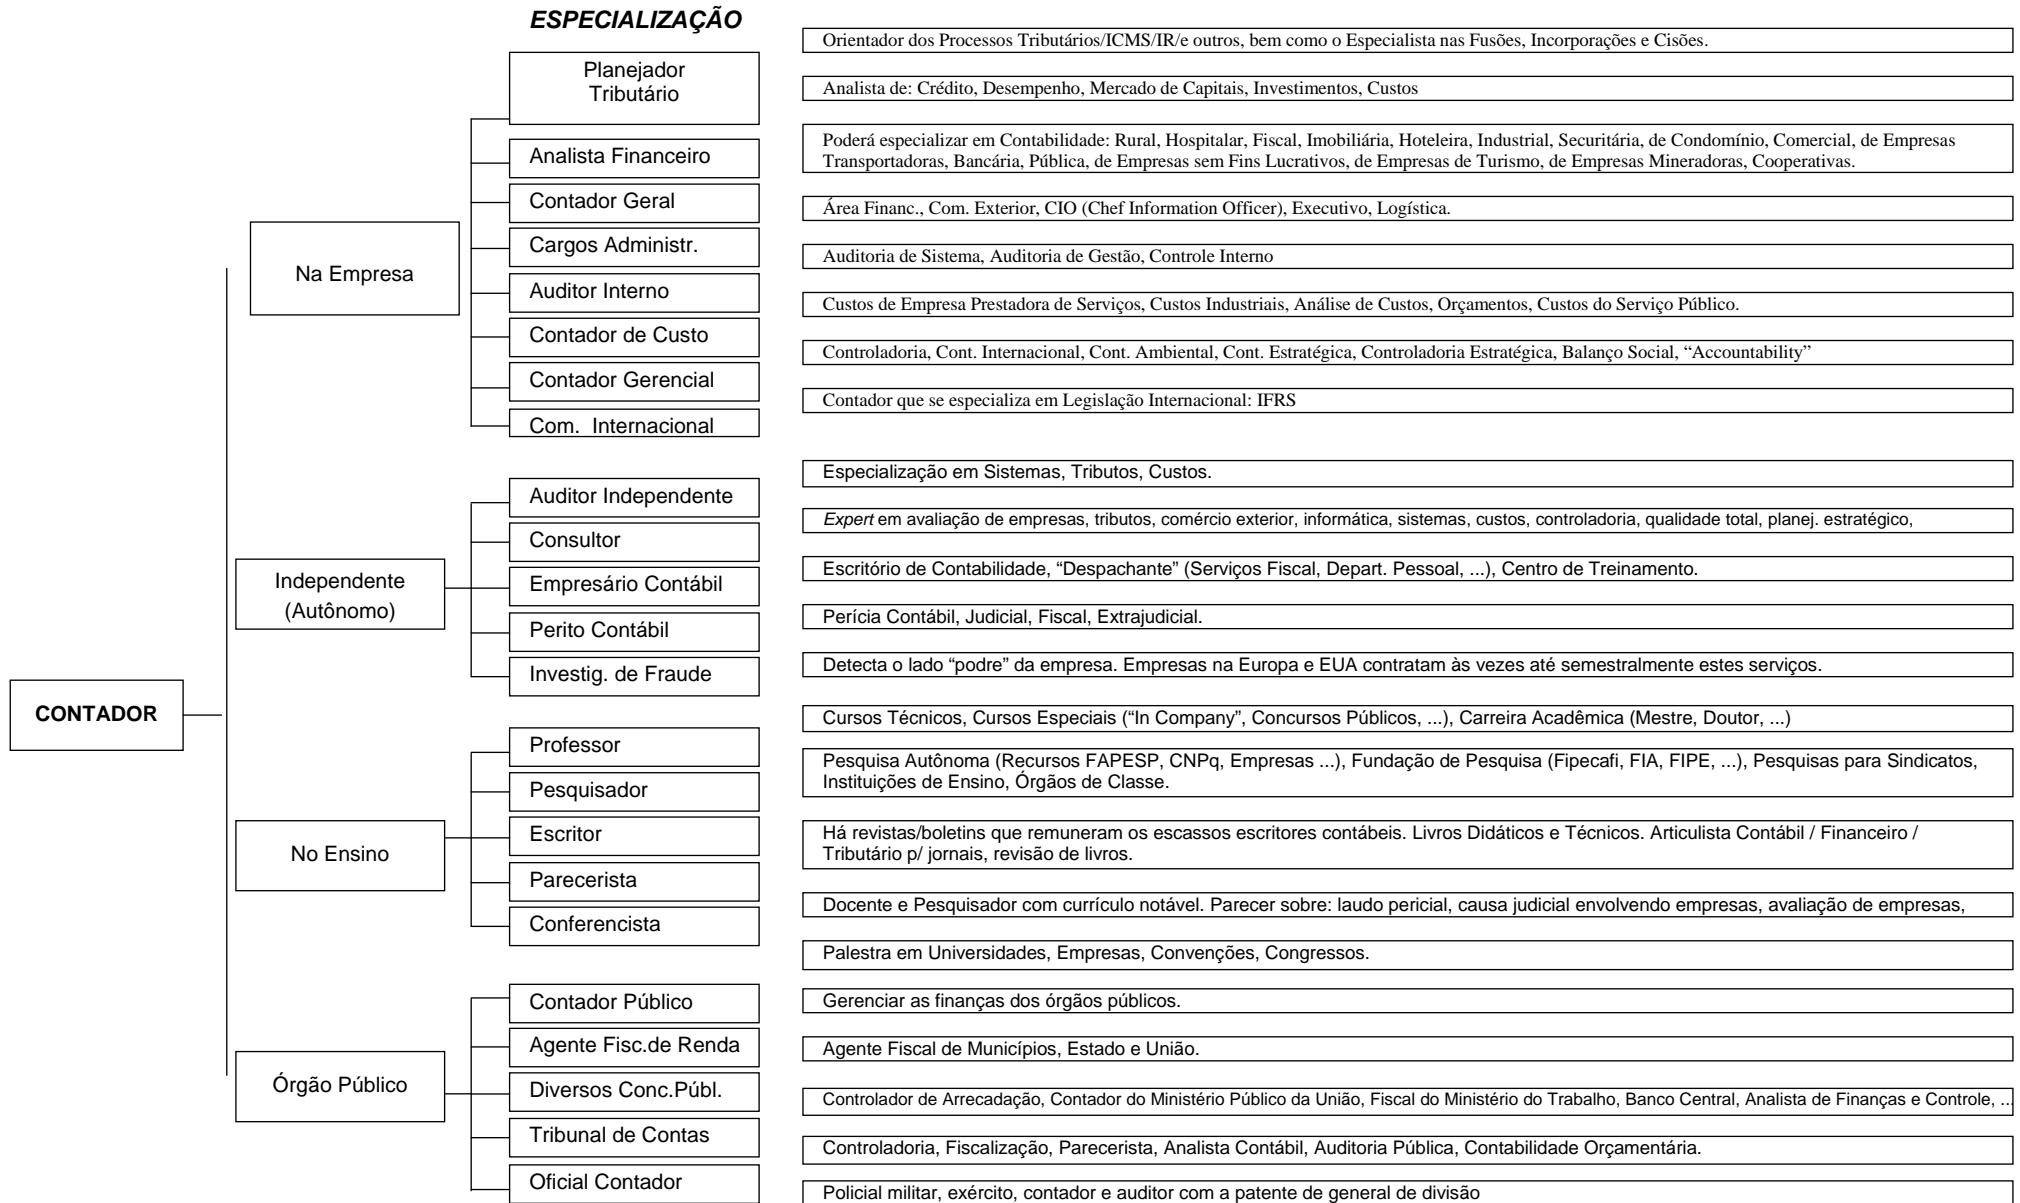 ESPECIALIZAÇÃO
CONTADOR
Na Empresa
Planejador
Tributário
Orientador dos Processos Tributários/ICMS/IR/e outros, bem como o Especialista nas Fusões, Incorporações e Cisões.
Analista Financeiro
Analista de: Crédito, Desempenho, Mercado de Capitais, Investimentos, Custos
Contador Geral
Poderá especializar em Contabilidade: Rural, Hospitalar, Fiscal, Imobiliária, Hoteleira, Industrial, Securitária, de Condomínio, Comercial, de Empresas
Transportadoras, Bancária, Pública, de Empresas sem Fins Lucrativos, de Empresas de Turismo, de Empresas Mineradoras, Cooperativas.
Cargos Administr.
Área Financ., Com. Exterior, CIO (Chef Information Officer), Executivo, Logística.
Auditor Interno
Auditoria de Sistema, Auditoria de Gestão, Controle Interno
Contador de Custo
Custos de Empresa Prestadora de Serviços, Custos Industriais, Análise de Custos, Orçamentos, Custos do Serviço Público.
Contador Gerencial
Controladoria, Cont. Internacional, Cont. Ambiental, Cont. Estratégica, Controladoria Estratégica, Balanço Social, “Accountability”
Com. Internacional
Contador que se especializa em Legislação Internacional: IFRS
Independente
(Autônomo)
Auditor Independente
Especialização em Sistemas, Tributos, Custos.
Consultor
Expert em avaliação de empresas, tributos, comércio exterior, informática, sistemas, custos, controladoria, qualidade total, planej. estratégico,
Empresário Contábil
Escritório de Contabilidade, “Despachante” (Serviços Fiscal, Depart. Pessoal, ...), Centro de Treinamento.
Perito Contábil
Perícia Contábil, Judicial, Fiscal, Extrajudicial.
Investig. de Fraude
Detecta o lado “podre” da empresa. Empresas na Europa e EUA contratam às vezes até semestralmente estes serviços.
No Ensino
Professor
Cursos Técnicos, Cursos Especiais (“In Company”, Concursos Públicos, ...), Carreira Acadêmica (Mestre, Doutor, ...)
Pesquisador
Pesquisa Autônoma (Recursos FAPESP, CNPq, Empresas ...), Fundação de Pesquisa (Fipecafi, FIA, FIPE, ...), Pesquisas para Sindicatos,
Instituições de Ensino, Órgãos de Classe.
Escritor
Há revistas/boletins que remuneram os escassos escritores contábeis. Livros Didáticos e Técnicos. Articulista Contábil / Financeiro /
Tributário p/ jornais, revisão de livros.
Parecerista
Docente e Pesquisador com currículo notável. Parecer sobre: laudo pericial, causa judicial envolvendo empresas, avaliação de empresas,
Conferencista
Palestra em Universidades, Empresas, Convenções, Congressos.
Órgão Público
Contador Público
Gerenciar as finanças dos órgãos públicos.
Agente Fisc.de Renda
Agente Fiscal de Municípios, Estado e União.
Diversos Conc.Públ.
Controlador de Arrecadação, Contador do Ministério Público da União, Fiscal do Ministério do Trabalho, Banco Central, Analista de Finanças e Controle, ...
Tribunal de Contas
Controladoria, Fiscalização, Parecerista, Analista Contábil, Auditoria Pública, Contabilidade Orçamentária.
Oficial Contador
Policial militar, exército, contador e auditor com a patente de general de divisão